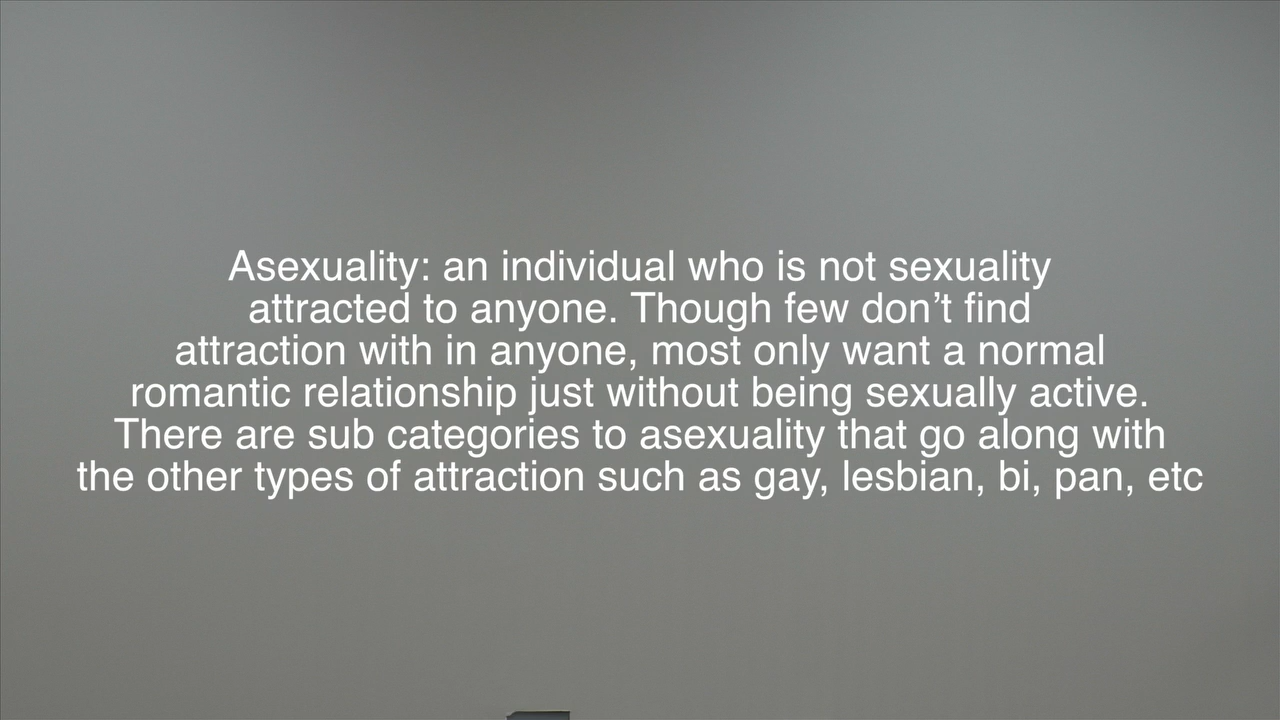 Asexuality: an individual who is not sexuality
attracted to anyone. Though few don’t find
attraction with in anyone, most only want a normal
romantic relationship just without being sexually active.
There are sub categories to asexuality that go along with
the other types of attraction such as gay, lesbian, bi, pan, etc